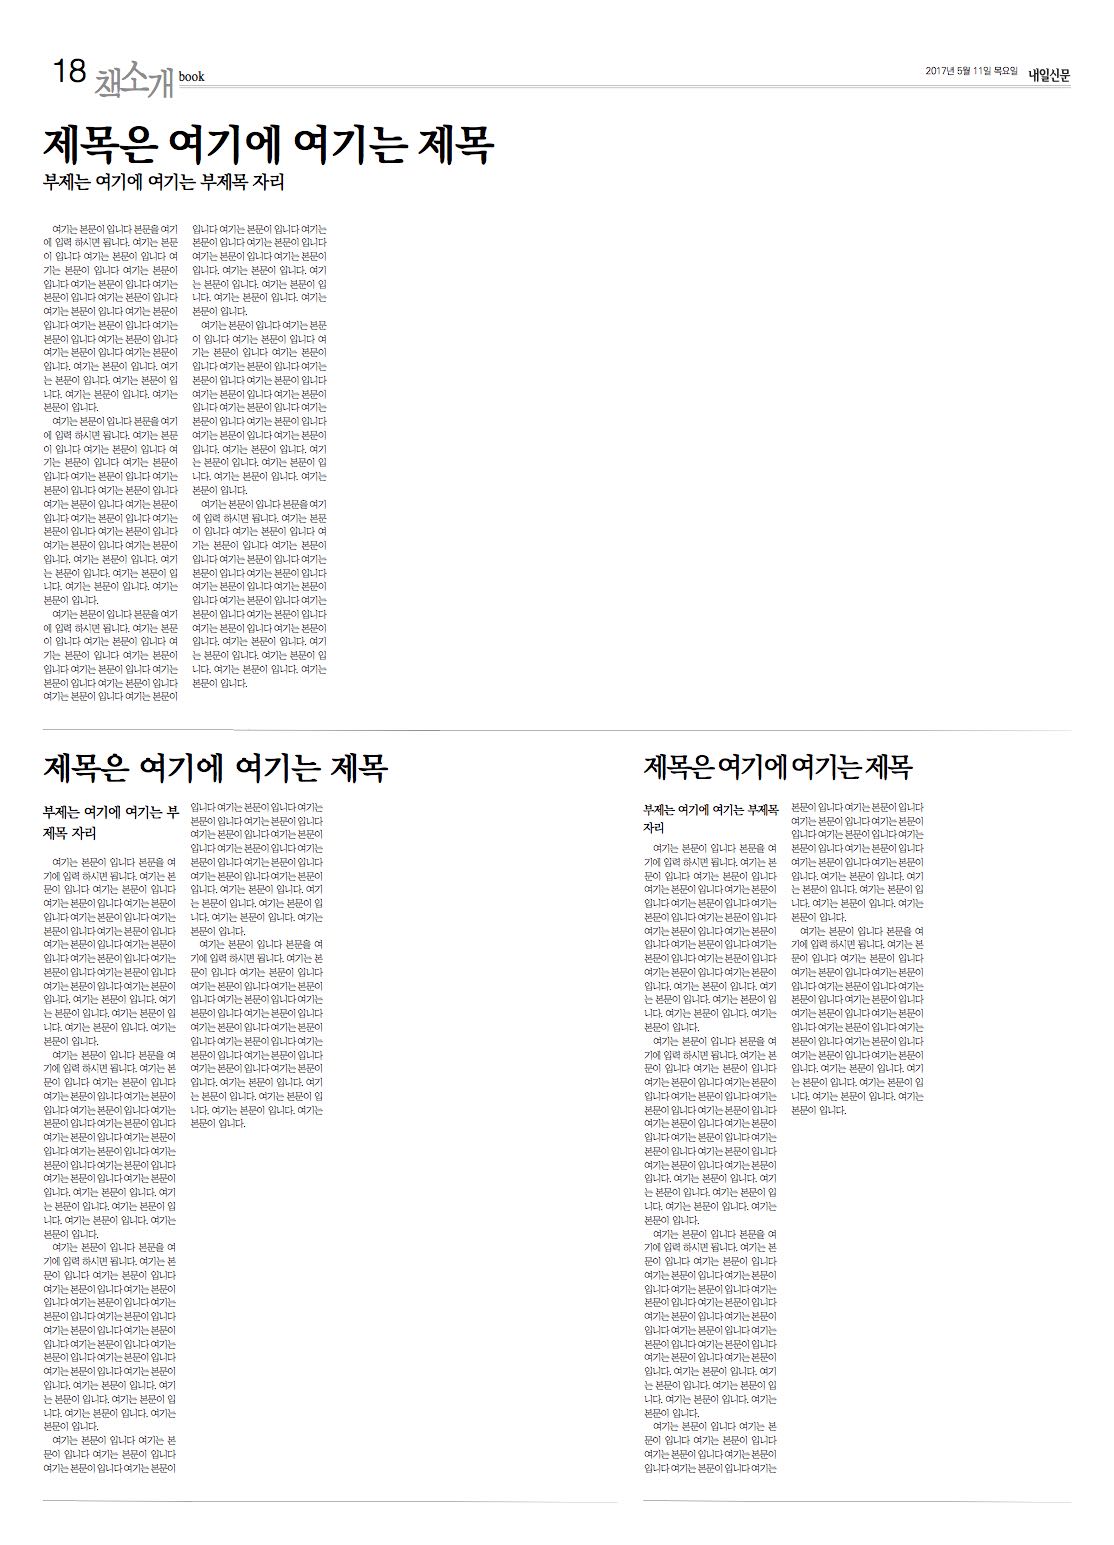 18 책소개 book
2017년 5월 11일 목요일 내일신문
제목은 여기에 여기는 제목
부제는 여기에 여기는 부제목 자리
여기는 본문이 입니다 본문을 여기
에 입력 하시면 됩니다. 여기는 본문
이 입니다 여기는 본문이 입니다 여
기는 본문이 입니다 여기는 본문이
입니다 여기는 본문이 입니다 여기는
본문이 입니다 여기는 본문이 입니다
여기는 본문이 입니다 여기는 본문이
입니다 여기는 본문이 입니다 여기는
본문이 입니다 여기는 본문이 입니다
여기는 본문이 입니다 여기는 본문이
입니다. 여기는 본문이 입니다. 여기
는 본문이 입니다. 여기는 본문이 입
니다. 여기는 본문이 입니다. 여기는
본문이 입니다.
여기는 본문이 입니다 본문을 여기
에 입력 하시면 됩니다. 여기는 본문
이 입니다 여기는 본문이 입니다 여
기는 본문이 입니다 여기는 본문이
입니다 여기는 본문이 입니다 여기는
본문이 입니다 여기는 본문이 입니다
여기는 본문이 입니다 여기는 본문이
입니다 여기는 본문이 입니다 여기는
본문이 입니다 여기는 본문이 입니다
여기는 본문이 입니다 여기는 본문이
입니다. 여기는 본문이 입니다. 여기
는 본문이 입니다. 여기는 본문이 입
니다. 여기는 본문이 입니다. 여기는
본문이 입니다.
여기는 본문이 입니다 본문을 여기
에 입력 하시면 됩니다. 여기는 본문
이 입니다 여기는 본문이 입니다 여
기는 본문이 입니다 여기는 본문이
입니다 여기는 본문이 입니다 여기는
본문이 입니다 여기는 본문이 입니다
여기는 본문이 입니다 여기는 본문이
입니다 여기는 본문이 입니다 여기는
본문이 입니다 여기는 본문이 입니다
여기는 본문이 입니다 여기는 본문이
입니다. 여기는 본문이 입니다. 여기
는 본문이 입니다. 여기는 본문이 입
니다. 여기는 본문이 입니다. 여기는
본문이 입니다.
여기는 본문이 입니다 여기는 본문
이 입니다 여기는 본문이 입니다 여
기는 본문이 입니다 여기는 본문이
입니다 여기는 본문이 입니다 여기는
본문이 입니다 여기는 본문이 입니다
여기는 본문이 입니다 여기는 본문이
입니다 여기는 본문이 입니다 여기는
본문이 입니다 여기는 본문이 입니다
여기는 본문이 입니다 여기는 본문이
입니다. 여기는 본문이 입니다. 여기
는 본문이 입니다. 여기는 본문이 입
니다. 여기는 본문이 입니다. 여기는
본문이 입니다.
여기는 본문이 입니다 본문을 여기
에 입력 하시면 됩니다. 여기는 본문
이 입니다 여기는 본문이 입니다 여
기는 본문이 입니다 여기는 본문이
입니다 여기는 본문이 입니다 여기는
본문이 입니다 여기는 본문이 입니다
여기는 본문이 입니다 여기는 본문이
입니다 여기는 본문이 입니다 여기는
본문이 입니다 여기는 본문이 입니다
여기는 본문이 입니다 여기는 본문이
입니다. 여기는 본문이 입니다. 여기
는 본문이 입니다. 여기는 본문이 입
니다. 여기는 본문이 입니다. 여기는
본문이 입니다.
제목은 여기에 여기는 제목
부제는 여기에 여기는 부
제목 자리
여기는 본문이 입니다 본문을 여
기에 입력 하시면 됩니다. 여기는 본
문이 입니다 여기는 본문이 입니다
여기는 본문이 입니다 여기는 본문이
입니다 여기는 본문이 입니다 여기는
본문이 입니다 여기는 본문이 입니다
여기는 본문이 입니다 여기는 본문이
입니다 여기는 본문이 입니다 여기는
본문이 입니다 여기는 본문이 입니다
여기는 본문이 입니다 여기는 본문이
입니다. 여기는 본문이 입니다. 여기
는 본문이 입니다. 여기는 본문이 입
니다. 여기는 본문이 입니다. 여기는
본문이 입니다.
여기는 본문이 입니다 본문을 여
기에 입력 하시면 됩니다. 여기는 본
문이 입니다 여기는 본문이 입니다
여기는 본문이 입니다 여기는 본문이
입니다 여기는 본문이 입니다 여기는
본문이 입니다 여기는 본문이 입니다
여기는 본문이 입니다 여기는 본문이
입니다 여기는 본문이 입니다 여기는
본문이 입니다 여기는 본문이 입니다
여기는 본문이 입니다 여기는 본문이
입니다. 여기는 본문이 입니다. 여기
는 본문이 입니다. 여기는 본문이 입
니다. 여기는 본문이 입니다. 여기는
본문이 입니다.
여기는 본문이 입니다 본문을 여
기에 입력 하시면 됩니다. 여기는 본
문이 입니다 여기는 본문이 입니다
여기는 본문이 입니다 여기는 본문이
입니다 여기는 본문이 입니다 여기는
본문이 입니다 여기는 본문이 입니다
여기는 본문이 입니다 여기는 본문이
입니다 여기는 본문이 입니다 여기는
본문이 입니다 여기는 본문이 입니다
여기는 본문이 입니다 여기는 본문이
입니다. 여기는 본문이 입니다. 여기
는 본문이 입니다. 여기는 본문이 입
니다. 여기는 본문이 입니다. 여기는
본문이 입니다.
여기는 본문이 입니다 여기는 본
문이 입니다 여기는 본문이 입니다
여기는 본문이 입니다 여기는 본문이
입니다 여기는 본문이 입니다 여기는
본문이 입니다 여기는 본문이 입니다
여기는 본문이 입니다 여기는 본문이
입니다 여기는 본문이 입니다 여기는
본문이 입니다 여기는 본문이 입니다
여기는 본문이 입니다 여기는 본문이
입니다. 여기는 본문이 입니다. 여기
는 본문이 입니다. 여기는 본문이 입
니다. 여기는 본문이 입니다. 여기는
본문이 입니다.
여기는 본문이 입니다 본문을 여
기에 입력 하시면 됩니다. 여기는 본
문이 입니다 여기는 본문이 입니다
여기는 본문이 입니다 여기는 본문이
입니다 여기는 본문이 입니다 여기는
본문이 입니다 여기는 본문이 입니다
여기는 본문이 입니다 여기는 본문이
입니다 여기는 본문이 입니다 여기는
본문이 입니다 여기는 본문이 입니다
여기는 본문이 입니다 여기는 본문이
입니다. 여기는 본문이 입니다. 여기
는 본문이 입니다. 여기는 본문이 입
니다. 여기는 본문이 입니다. 여기는
본문이 입니다.
제목은 여기에 여기는 제목
부제는 여기에 여기는 부제목
자리
여기는 본문이 입니다 본문을 여
기에 입력 하시면 됩니다. 여기는 본
문이 입니다 여기는 본문이 입니다
여기는 본문이 입니다 여기는 본문이
입니다 여기는 본문이 입니다 여기는
본문이 입니다 여기는 본문이 입니다
여기는 본문이 입니다 여기는 본문이
입니다 여기는 본문이 입니다 여기는
본문이 입니다 여기는 본문이 입니다
여기는 본문이 입니다 여기는 본문이
입니다. 여기는 본문이 입니다. 여기
는 본문이 입니다. 여기는 본문이 입
니다. 여기는 본문이 입니다. 여기는
본문이 입니다.
여기는 본문이 입니다 본문을 여
기에 입력 하시면 됩니다. 여기는 본
문이 입니다 여기는 본문이 입니다
여기는 본문이 입니다 여기는 본문이
입니다 여기는 본문이 입니다 여기는
본문이 입니다 여기는 본문이 입니다
여기는 본문이 입니다 여기는 본문이
입니다 여기는 본문이 입니다 여기는
본문이 입니다 여기는 본문이 입니다
여기는 본문이 입니다 여기는 본문이
입니다. 여기는 본문이 입니다. 여기
는 본문이 입니다. 여기는 본문이 입
니다. 여기는 본문이 입니다. 여기는
본문이 입니다.
여기는 본문이 입니다 본문을 여
기에 입력 하시면 됩니다. 여기는 본
문이 입니다 여기는 본문이 입니다
여기는 본문이 입니다 여기는 본문이
입니다 여기는 본문이 입니다 여기는
본문이 입니다 여기는 본문이 입니다
여기는 본문이 입니다 여기는 본문이
입니다 여기는 본문이 입니다 여기는
본문이 입니다 여기는 본문이 입니다
여기는 본문이 입니다 여기는 본문이
입니다. 여기는 본문이 입니다. 여기
는 본문이 입니다. 여기는 본문이 입
니다. 여기는 본문이 입니다. 여기는
본문이 입니다.
여기는 본문이 입니다 여기는 본
문이 입니다 여기는 본문이 입니다
여기는 본문이 입니다 여기는 본문이
입니다 여기는 본문이 입니다 여기는
본문이 입니다 여기는 본문이 입니다
여기는 본문이 입니다 여기는 본문이
입니다 여기는 본문이 입니다 여기는
본문이 입니다 여기는 본문이 입니다
여기는 본문이 입니다 여기는 본문이
입니다. 여기는 본문이 입니다. 여기
는 본문이 입니다. 여기는 본문이 입
니다. 여기는 본문이 입니다. 여기는
본문이 입니다.
여기는 본문이 입니다 본문을 여
기에 입력 하시면 됩니다. 여기는 본
문이 입니다 여기는 본문이 입니다
여기는 본문이 입니다 여기는 본문이
입니다 여기는 본문이 입니다 여기는
본문이 입니다 여기는 본문이 입니다
여기는 본문이 입니다 여기는 본문이
입니다 여기는 본문이 입니다 여기는
본문이 입니다 여기는 본문이 입니다
여기는 본문이 입니다 여기는 본문이
입니다. 여기는 본문이 입니다. 여기
는 본문이 입니다. 여기는 본문이 입
니다. 여기는 본문이 입니다. 여기는
본문이 입니다.